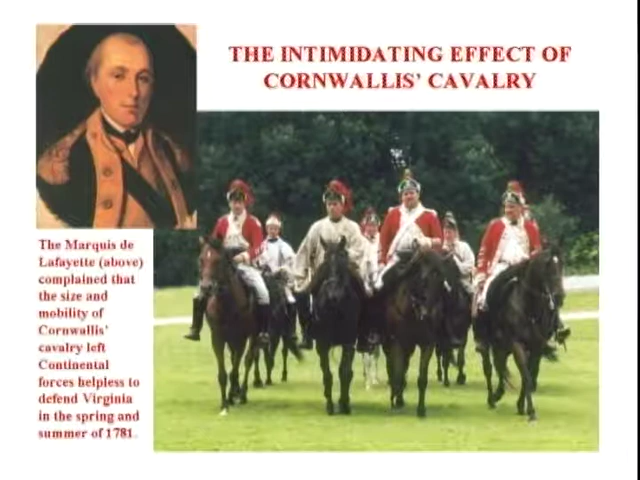 THE INTIMIDATING EFFECT OF
CORNWALLIS' CAVALRY
The Marquis de
Lafayette (above)
complained that
the size and
mobility of
Cornwallis'
cavalry left
Continental
forces helpless to
defend Virginia
in the spring and
summer of 1781.